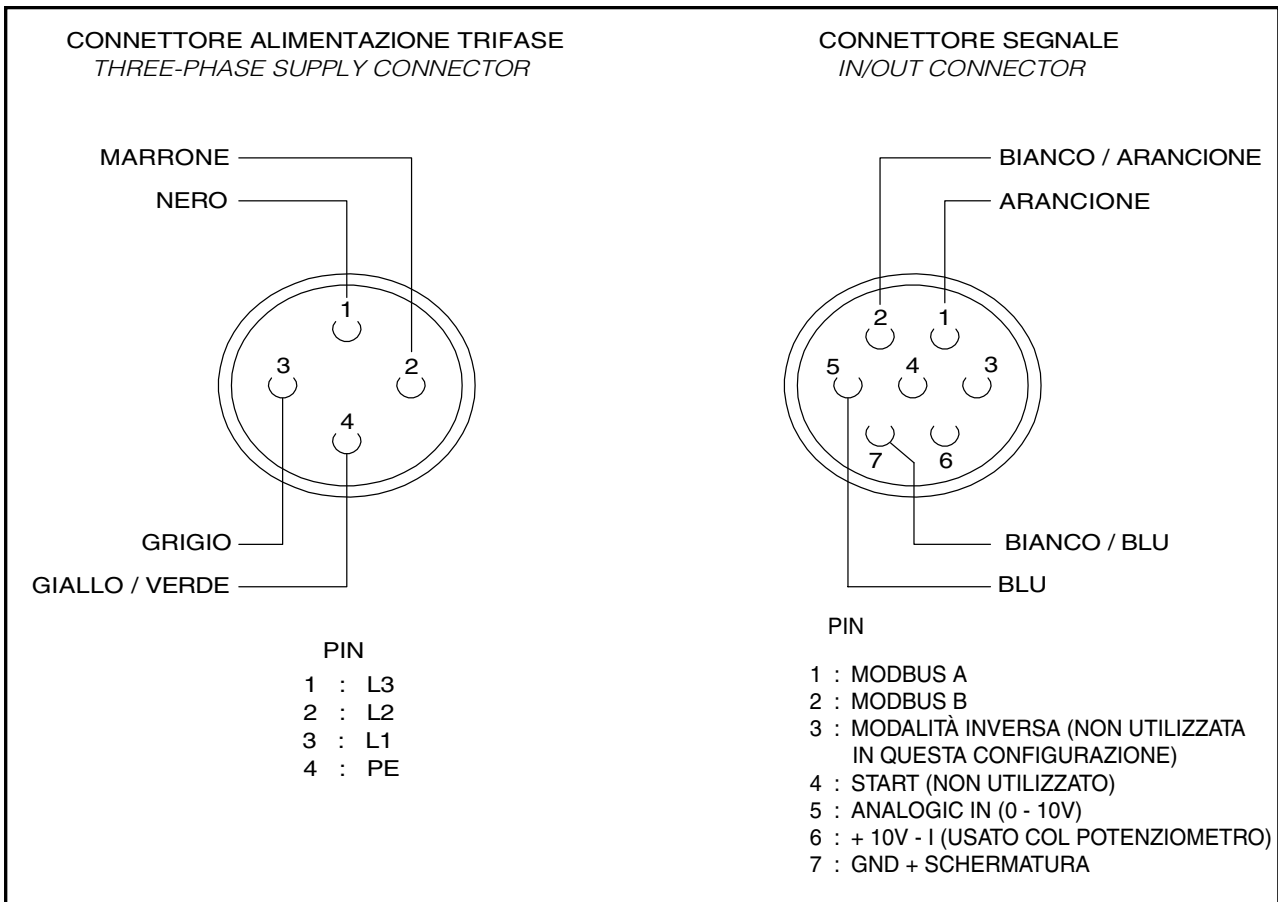 CONNETTORE ALIMENTAZIONE TRIFASE
THREE-PHASE SUPPLY CONNECTOR
MARRONE
NERO
1
3
2
4
GRIGIO
GIALLO / VERDE
PIN
1 : L3
2 : L2
3 : L1
4 : PE
CONNETTORE SEGNALE
IN/OUT CONNECTOR
BIANCO / ARANCIONE
ARANCIONE
2 1
5 4 3
7 6
BIANCO / BLU
BLU
PIN
1 : MODBUS A
2 : MODBUS B
3 : MODALITÀ INVERSA (NON UTILIZZATA
IN QUESTA CONFIGURAZIONE)
4 : START (NON UTILIZZATO)
5 : ANALOGIC IN (0 - 10V)
6 : + 10V - I (USATO COL POTENZIOMETRO)
7 : GND + SCHERMATURA